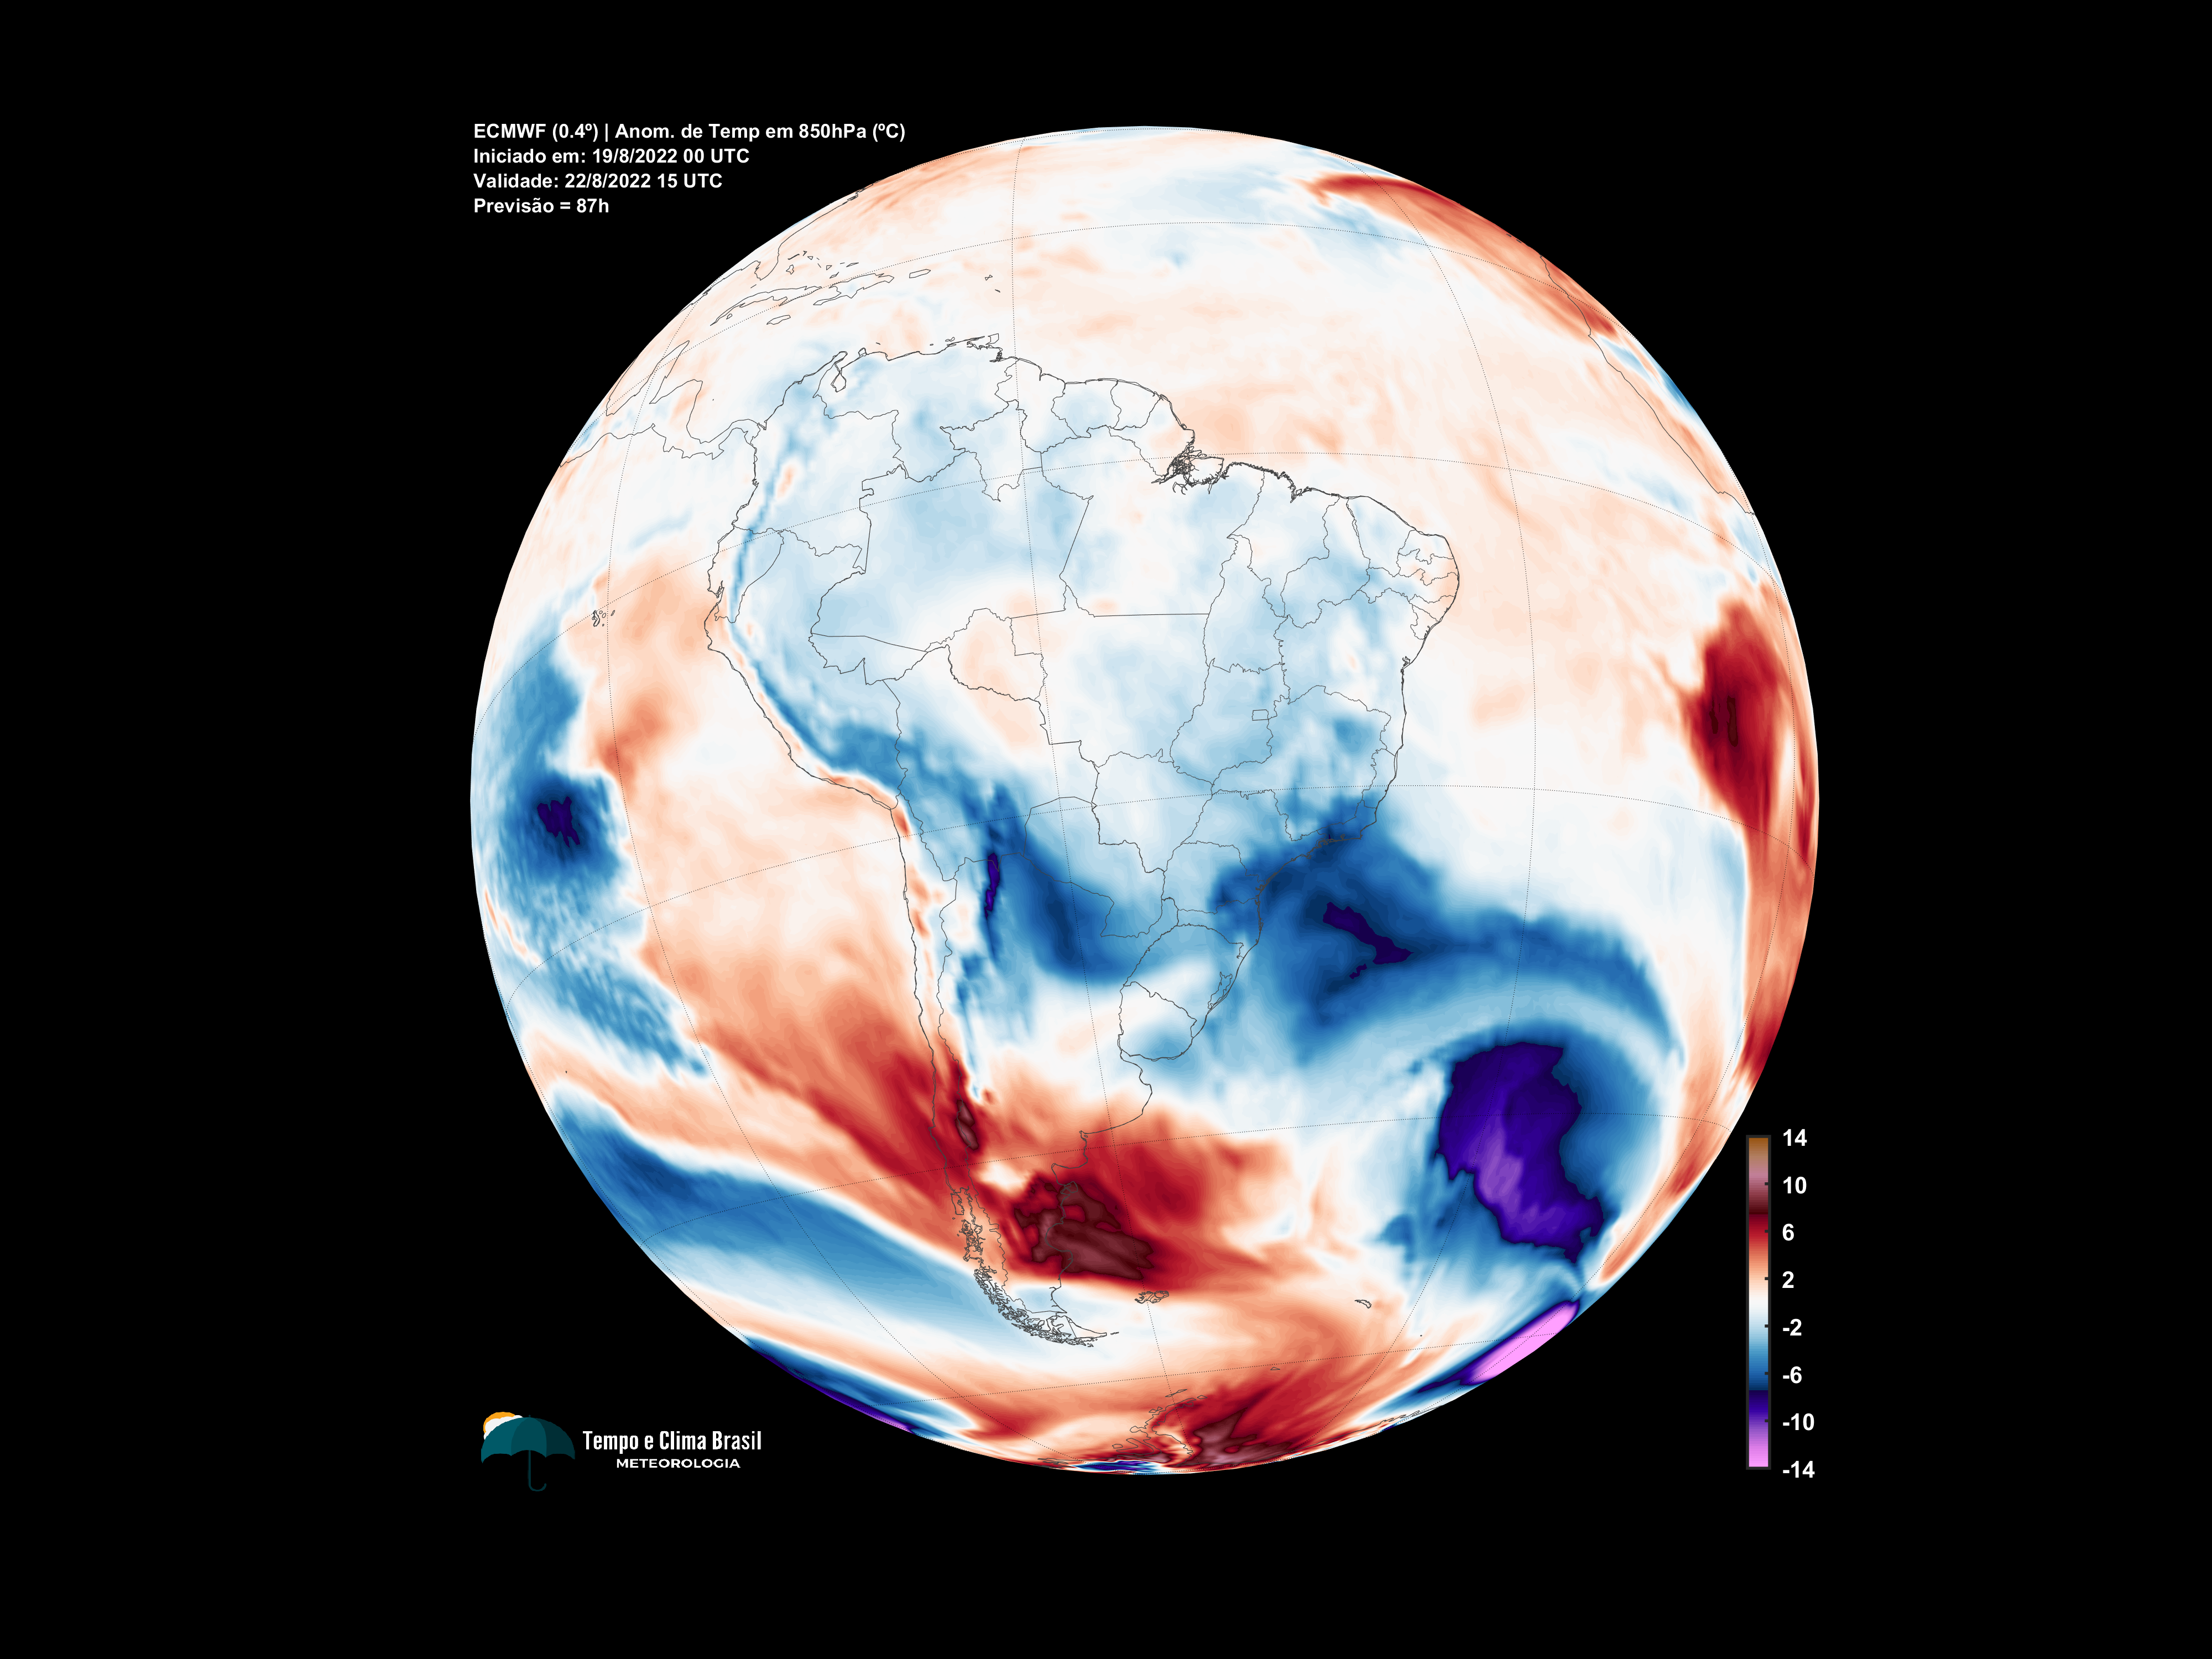 ECMWF (0.4º) | Anom. de Temp em 850hPa (ºC)
Iniciado em: 19/8/2022 00 UTC
Validade: 22/8/2022 15 UTC
Previsão = 87h
14
10
6
2
-2
-6
-10
-14
Tempo e Clima Brasil
METEOROLOGIA